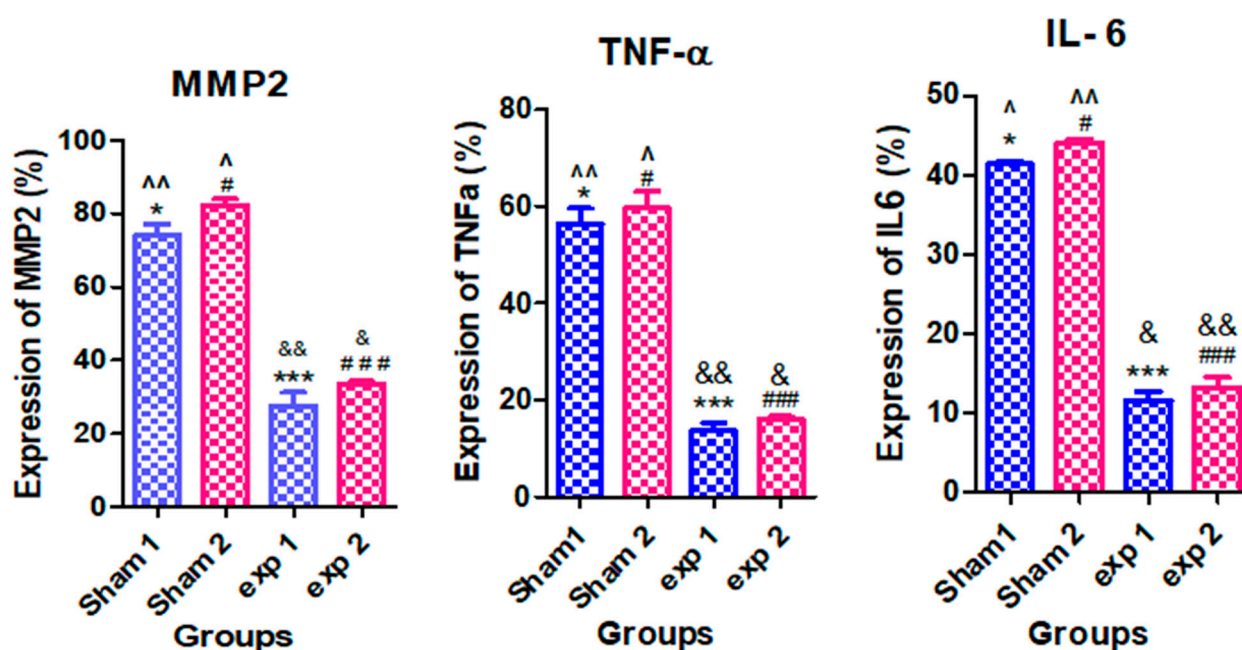 MMP2
Expression of MMP2 (%)
100
80
60
40
20
0
^^
*
^
#
&&
***
&
# # #
Sham 1
Sham 2
exp 1
exp 2
Groups
TNF-α
Expression of TNFa (%)
80
60
40
20
0
^^
*
^
#
&&
***
&
###
Sham1
Sham 2
exp 1
exp 2
Groups
IL- 6
Expression of IL6 (%)
50
40
30
20
10
0
^
*
^^
#
&
***
&&
###
Sham 1
Sham 2
exp 1
exp 2
Groups